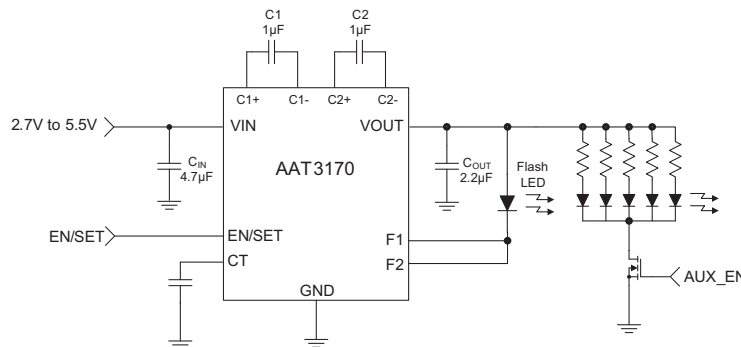 C1
1µF
C2
1µF
C1+
C1-
C2+
C2-
2.7V to 5.5V
VIN
VOUT
CIN
4.7µF
AAT3170
COUT
2.2µF
Flash
LED
EN/SET
EN/SET
F1
CT
F2
GND
AUX_EN